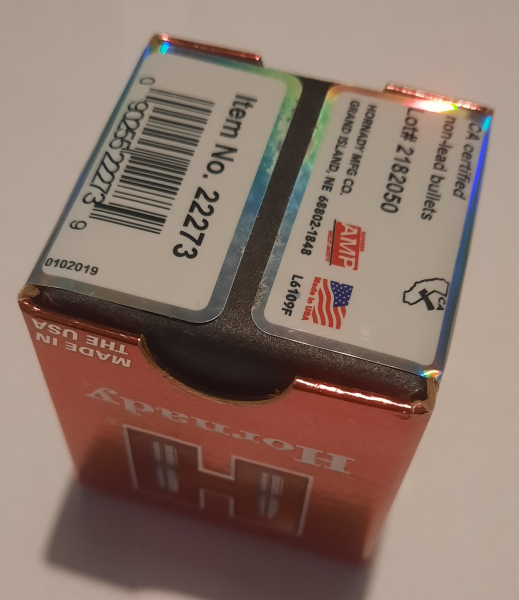 Item No. 22273
0 90255 22273 9
0102019
CA certified
non-lead bullets
Lot# 2182050
HORNADY MFG CO.
GRAND ISLAND, NE 68802-1848
AMP
L6109F
Made in USA
CA
MADE IN
THE USA
Hornady
H